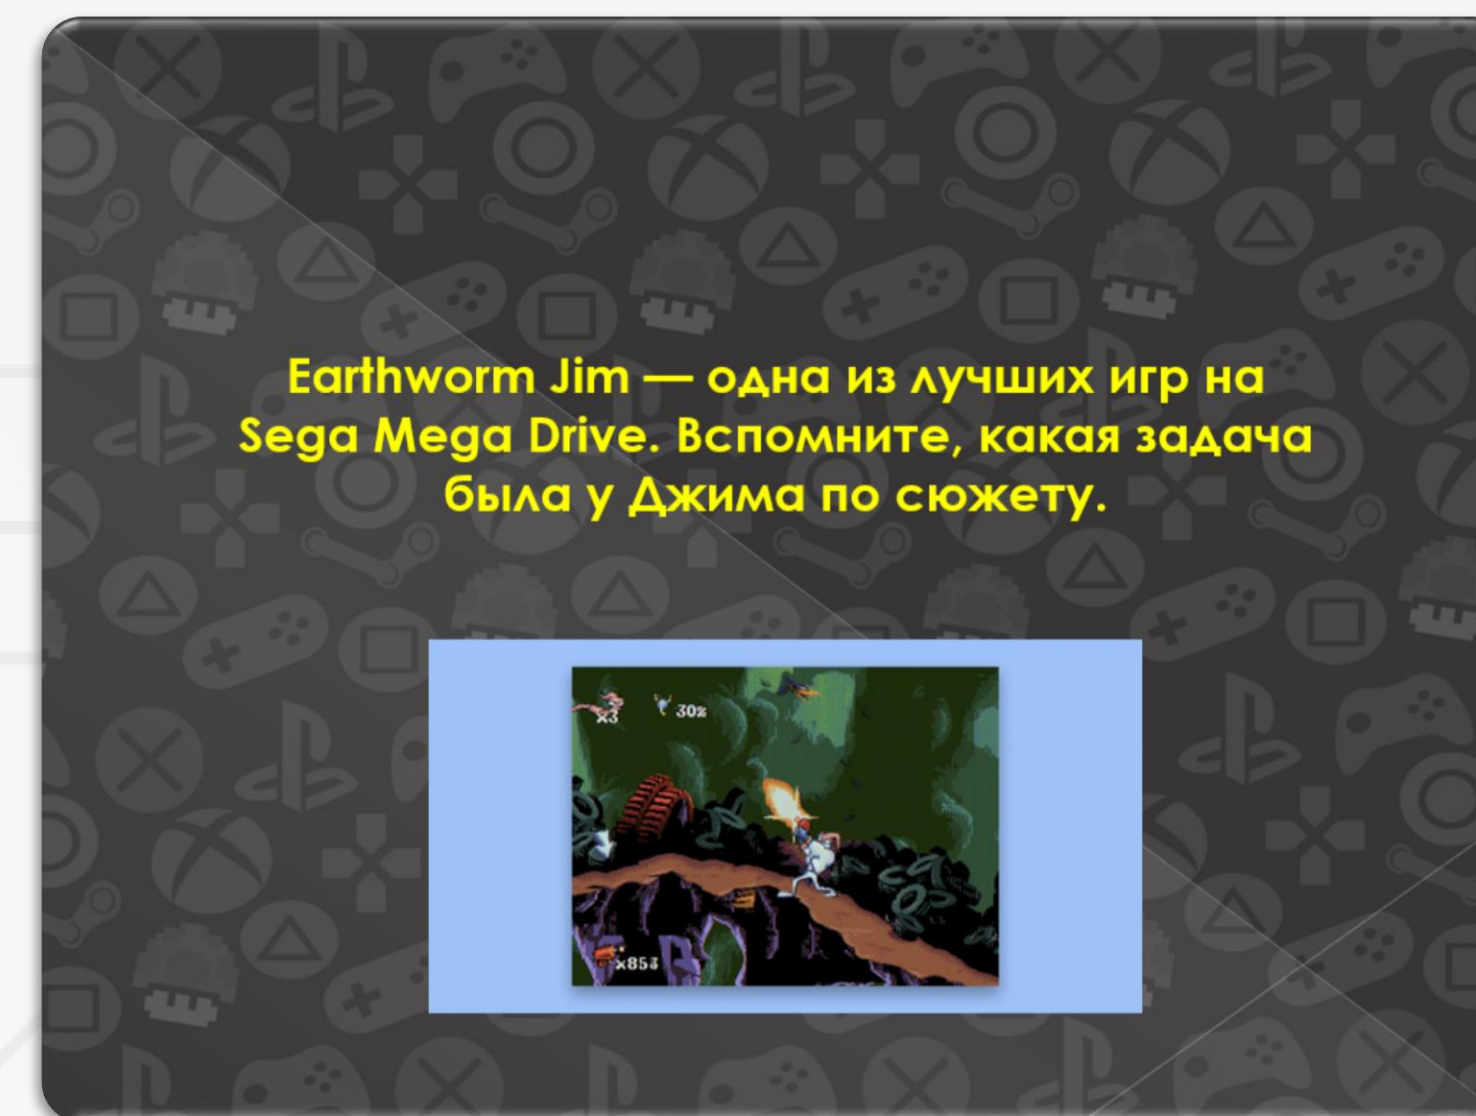 Earthworm Jim — одна из лучших игр на
Sega Mega Drive. Вспомните, какая задача
была у Джима по сюжету.
x3
30%
x853